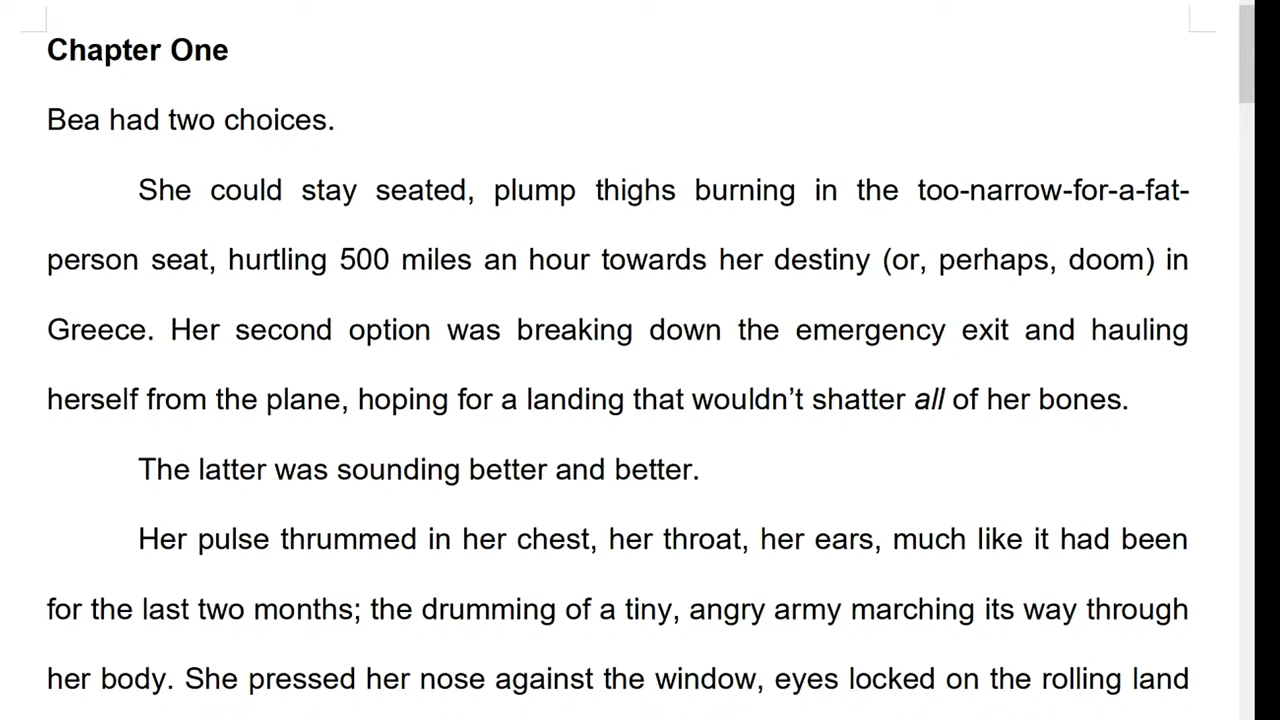 Chapter One
Bea had two choices.
She could stay seated, plump thighs burning in the too-narrow-for-a-fat-
person seat, hurtling 500 miles an hour towards her destiny (or, perhaps, doom) in
Greece. Her second option was breaking down the emergency exit and hauling
herself from the plane, hoping for a landing that wouldn’t shatter all of her bones.
The latter was sounding better and better.
Her pulse thrummed in her chest, her throat, her ears, much like it had been
for the last two months; the drumming of a tiny, angry army marching its way through
her body. She pressed her nose against the window, eyes locked on the rolling land